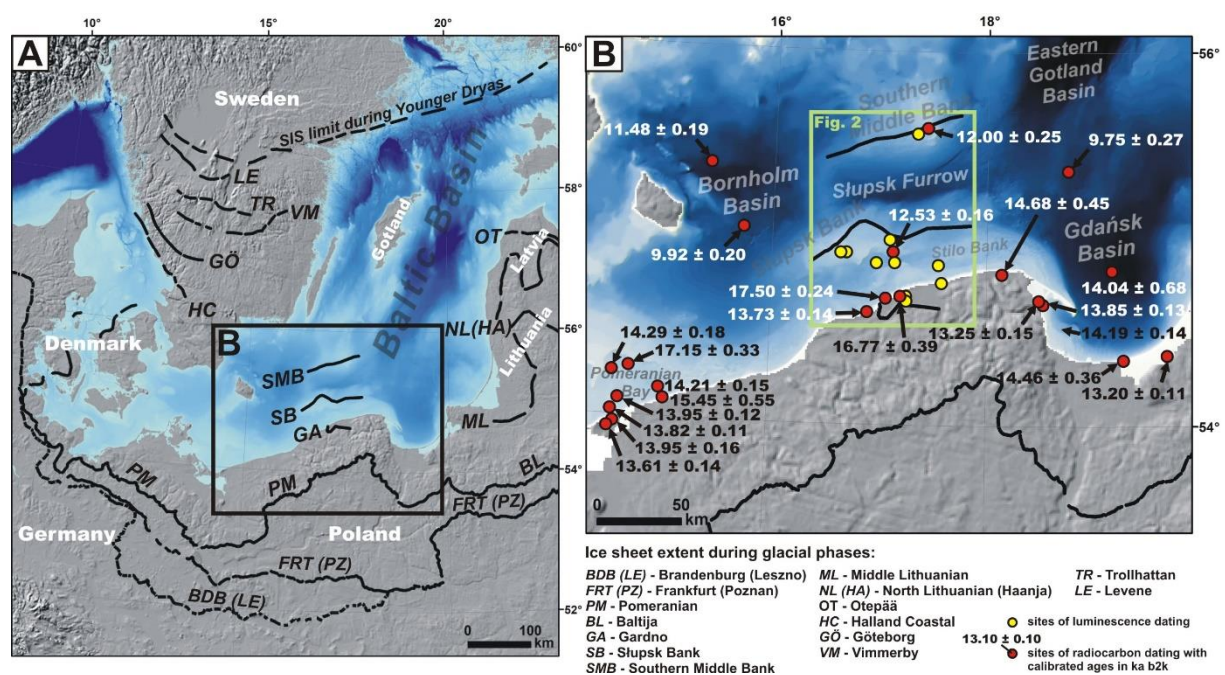 10°
15°
20°
A
60°
Sweden
SIS limit during Younger Dryas
LE
TR
VM
58°
GÖ
HC
Gotland
Baltic Basin
OT
Latvia
NL(HA)
Lithuania
56°
Denmark
B
SMB
SB
GA
ML
54°
PM
PM
BL
FRT (PZ)
Germany
Poland
FRT (PZ)
BDB (LE)
52°
0 100
km
16°
18°
B
56°
Eastern
Gotland
Basin
Southern
Middle Bank
Fig. 2
11.48 ± 0.19
12.00 ± 0.25
9.75 ± 0.27
Bornholm
Basin
Słupsk Furrow
14.68 ± 0.45
Słupsk Bank
12.53 ± 0.16
Gdańsk
Basin
9.92 ± 0.20
Stilo Bank
14.04 ± 0.68
17.50 ± 0.24
13.85 ± 0.13
13.73 ± 0.14
13.25 ± 0.15
14.19 ± 0.14
14.29 ± 0.18
16.77 ± 0.39
17.15 ± 0.33
14.46 ± 0.36
Pomeranian
Bay
14.21 ± 0.15
13.20 ± 0.11
15.45 ± 0.55
13.95 ± 0.12
13.82 ± 0.11
54°
13.95 ± 0.16
13.61 ± 0.14
0 50
km
Ice sheet extent during glacial phases:
BDB (LE) - Brandenburg (Leszno)
FRT (PZ) - Frankfurt (Poznan)
PM - Pomeranian
BL - Baltija
GA - Gardno
SB - Słupsk Bank
SMB - Southern Middle Bank
ML - Middle Lithuanian
NL (HA) - North Lithuanian (Haanja)
OT - Otepää
HC - Halland Coastal
GÖ - Göteborg
VM - Vimmerby
TR - Trollhattan
LE - Levene
sites of luminescence dating
13.10 ± 0.10
sites of radiocarbon dating with
calibrated ages in ka b2k